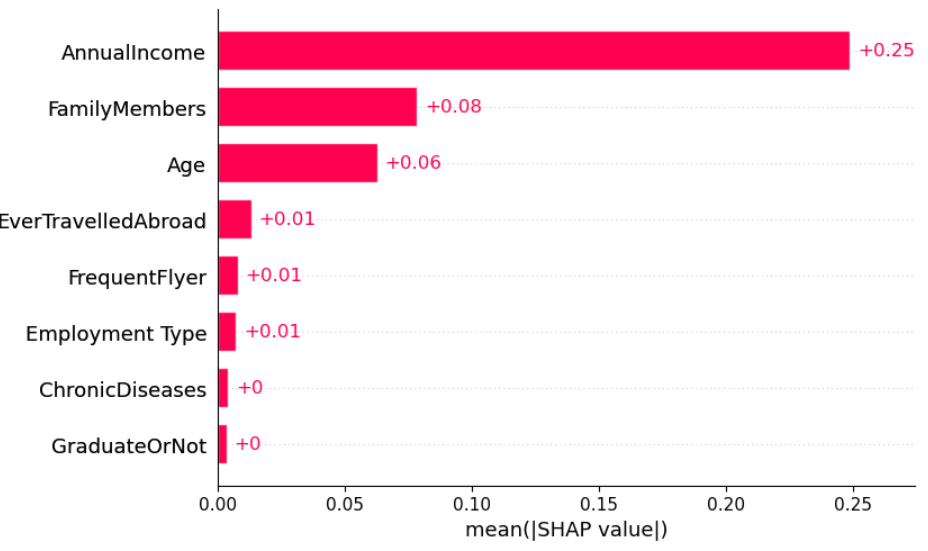 AnnualIncome +0.25
FamilyMembers +0.08
Age +0.06
EverTravelledAbroad +0.01
FrequentFlyer +0.01
Employment Type +0.01
ChronicDiseases +0
GraduateOrNot +0
0.00 0.05 0.10 0.15 0.20 0.25
mean(|SHAP value|)